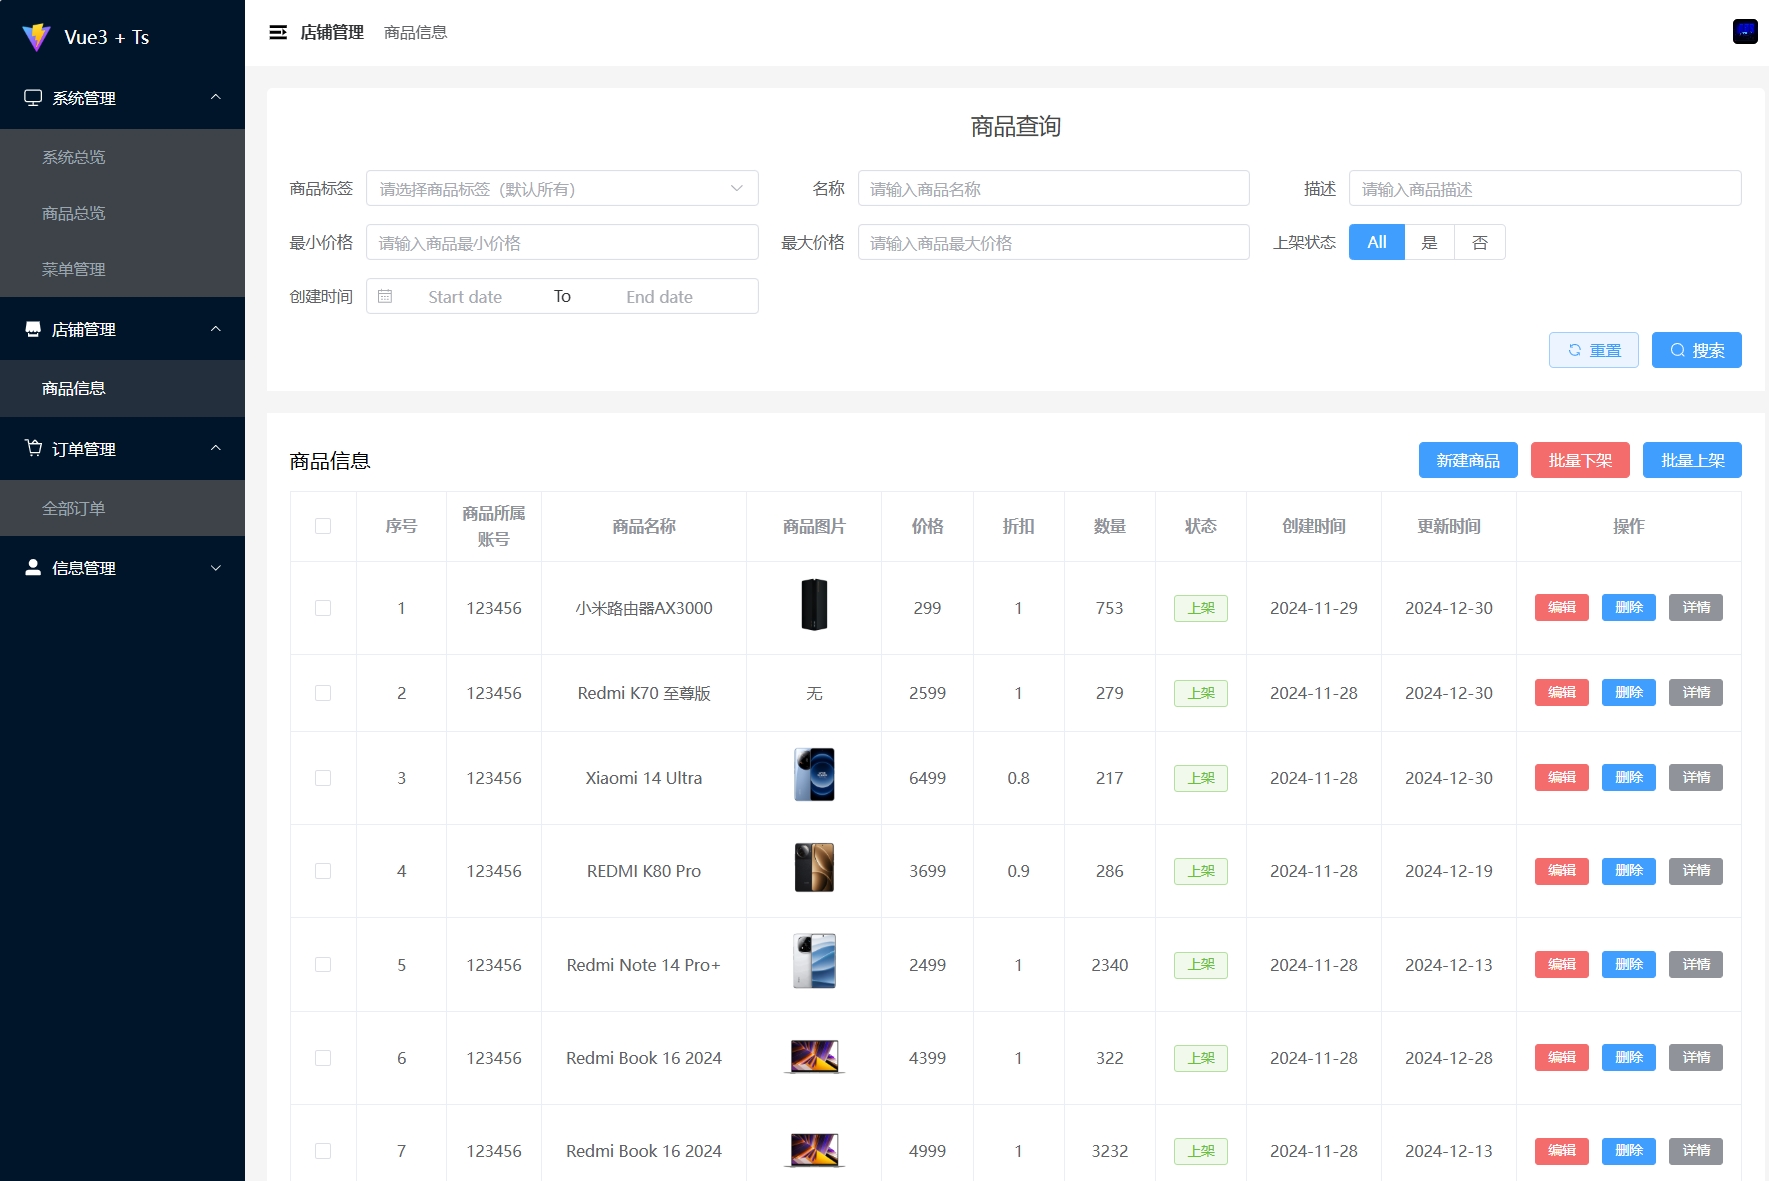 Vue3 + Ts
系统管理
系统总览
商品总览
菜单管理
店铺管理
商品信息
订单管理
全部订单
信息管理
店铺管理 商品信息
商品查询
商品标签 请选择商品标签（默认所有） 名称 请输入商品名称 描述 请输入商品描述
最小价格 请输入商品最小价格 最大价格 请输入商品最大价格 上架状态 All 是 否
创建时间 Start date To End date
重置 搜索
商品信息 新建商品 批量下架 批量上架
序号 商品所属账号 商品名称 商品图片 价格 折扣 数量 状态 创建时间 更新时间 操作
1 123456 小米路由器AX3000 299 1 753 上架 2024-11-29 2024-12-30 编辑 删除 详情
2 123456 Redmi K70 至尊版 无 2599 1 279 上架 2024-11-28 2024-12-30 编辑 删除 详情
3 123456 Xiaomi 14 Ultra 6499 0.8 217 上架 2024-11-28 2024-12-30 编辑 删除 详情
4 123456 REDMI K80 Pro 3699 0.9 286 上架 2024-11-28 2024-12-19 编辑 删除 详情
5 123456 Redmi Note 14 Pro+ 2499 1 2340 上架 2024-11-28 2024-12-13 编辑 删除 详情
6 123456 Redmi Book 16 2024 4399 1 322 上架 2024-11-28 2024-12-28 编辑 删除 详情
7 123456 Redmi Book 16 2024 4999 1 3232 上架 2024-11-28 2024-12-13 编辑 删除 详情